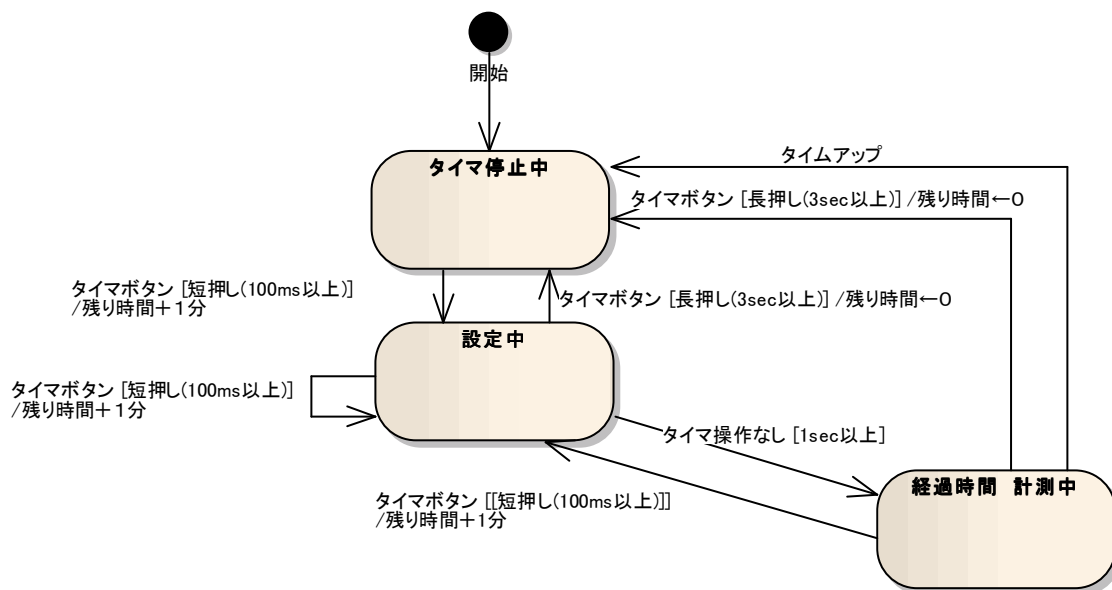 開始
タイマ停止中
タイムアップ
タイマボタン [長押し(3sec以上)] /残り時間←0
タイマボタン [短押し(100ms以上)]
/残り時間＋1分
タイマボタン [長押し(3sec以上)] /残り時間←0
設定中
タイマボタン [短押し(100ms以上)]
/残り時間＋1分
タイマ操作なし [1sec以上]
経過時間 計測中
タイマボタン [[短押し(100ms以上)]]
/残り時間＋1分